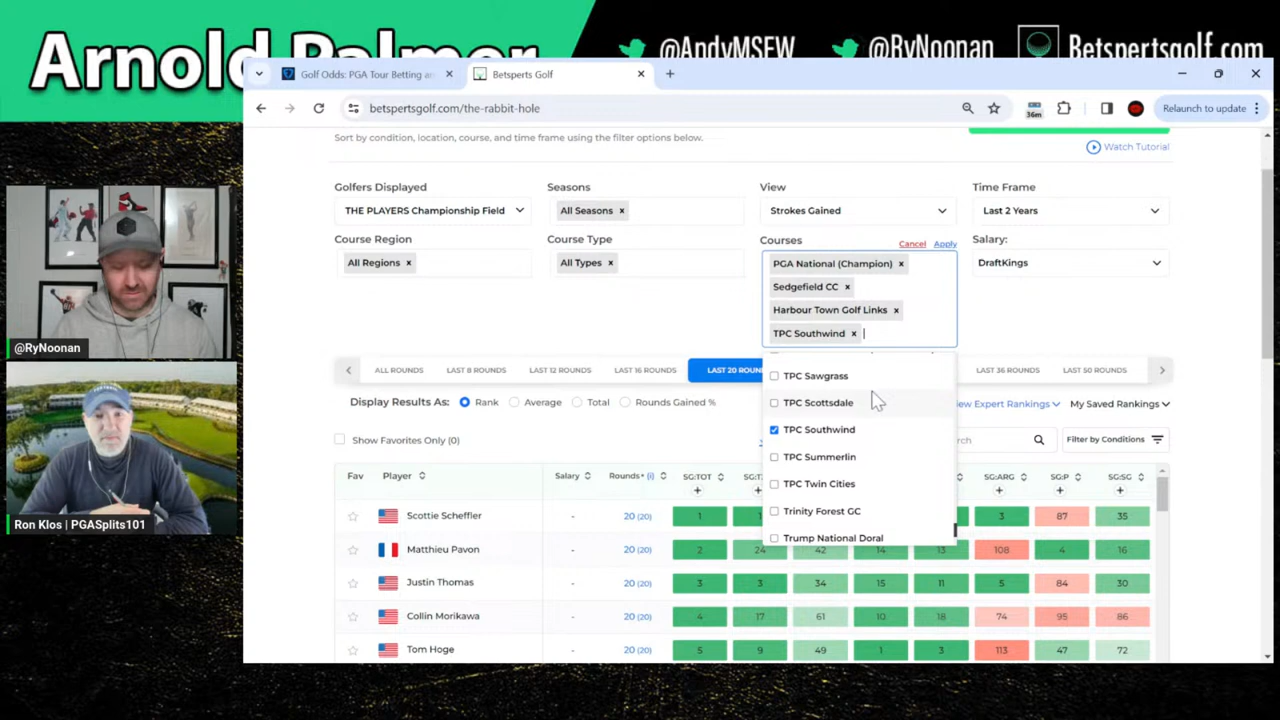 Arnold Palmer
@AndyMSFW
@RyNoonan
Betspertsgolf.com
Golf Odds: PGA Tour Betting a
Betsperts Golf
betspertsgolf.com/the-rabbit-hole
36m
Relaunch to update
Sort by condition, location, course, and time frame using the filter options below.
Watch Tutorial
Golfers Displayed
Seasons
View
Time Frame
THE PLAYERS Championship Field
All Seasons ×
Strokes Gained
Last 2 Years
Course Region
Course Type
Courses
Cancel
Apply
Salary:
All Regions ×
All Types ×
PGA National (Champion) ×
DraftKings
Sedgefield CC ×
Harbour Town Golf Links ×
TPC Southwind ×
ALL ROUNDS
LAST 8 ROUNDS
LAST 12 ROUNDS
LAST 16 ROUNDS
LAST 20 ROUN
LAST 36 ROUNDS
LAST 50 ROUNDS
TPC Sawgrass
TPC Scottsdale
TPC Southwind
TPC Summerlin
TPC Twin Cities
Trinity Forest GC
Trump National Doral
Display Results As:
Rank
Average
Total
Rounds Gained %
iew Expert Rankings
My Saved Rankings
Show Favorites Only (0)
rch
Filter by Conditions
Fav
Player
Salary
Rounds* (i)
SG:TOT
SG:T
SG:ARG
SG:P
SG:SG
Scottie Scheffler - 20 (20) 1 1 3 87 35
Matthieu Pavon - 20 (20) 2 24 42 14 13 108 4 16
Justin Thomas - 20 (20) 3 3 34 15 11 5 84 30
Collin Morikawa - 20 (20) 4 17 61 10 18 74 95 86
Tom Hoge - 20 (20) 5 9 49 1 3 113 47 72
@RyNoonan
Ron Klos | PGASplits101